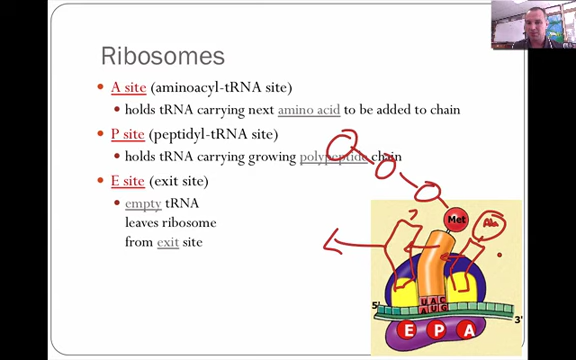 Ribosomes
A site (aminoacyl-tRNA site)
holds tRNA carrying next amino acid to be added to chain
P site (peptidyl-tRNA site)
holds tRNA carrying growing polypeptide chain
E site (exit site)
empty tRNA
leaves ribosome
from exit site
?
Met
Ala
UAC
AUG
5'
3'
E P A